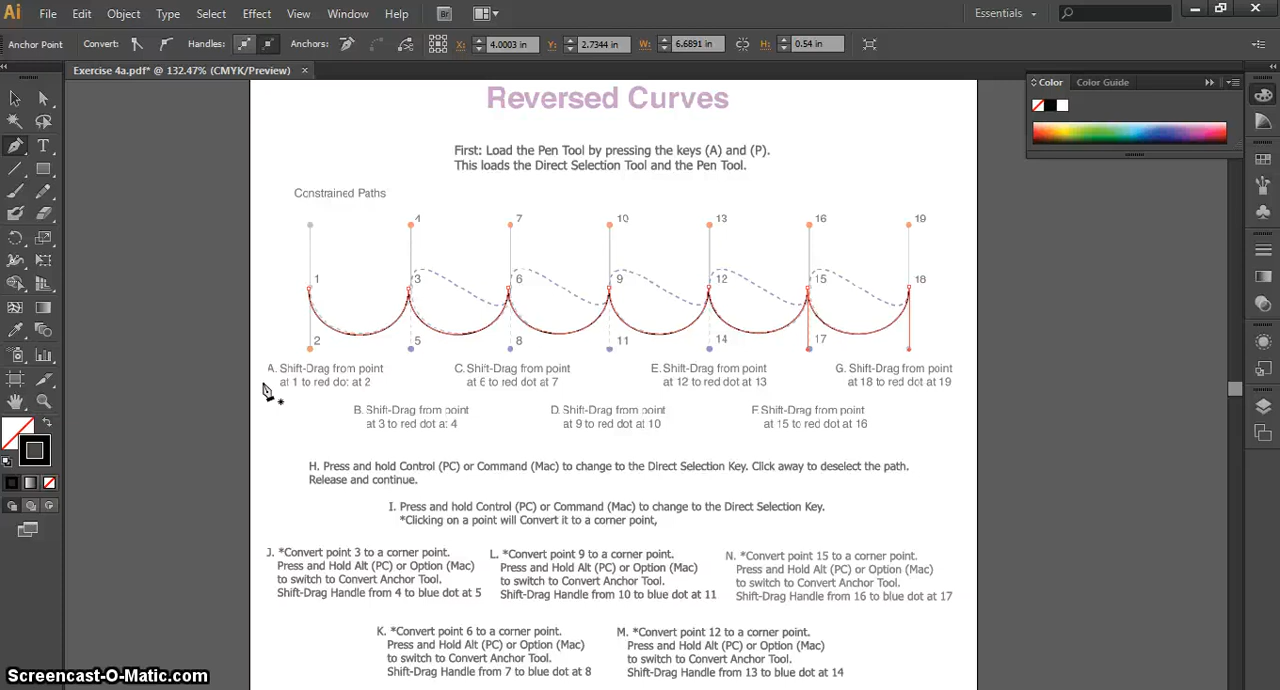 Ai File Edit Object Type Select Effect View Window Help Br Essentials
Anchor Point Convert: Handles: Anchors: X: 4.0003 in Y: 2.7344 in W: 6.6891 in H: 0.54 in
Exercise 4a.pdf* @ 132.47% (CMYK/Preview) ×
Color Color Guide
Reversed Curves
First: Load the Pen Tool by pressing the keys (A) and (P).
This loads the Direct Selection Tool and the Pen Tool.
Constrained Paths
4 7 10 13 16 19
1 3 6 9 12 15 18
2 5 8 11 14 17
A. Shift-Drag from point
at 1 to red dot at 2
C. Shift-Drag from point
at 6 to red dot at 7
E. Shift-Drag from point
at 12 to red dot at 13
G. Shift-Drag from point
at 18 to red dot at 19
B. Shift-Drag from point
at 3 to red dot at 4
D. Shift-Drag from point
at 9 to red dot at 10
F. Shift-Drag from point
at 15 to red dot at 16
H. Press and hold Control (PC) or Command (Mac) to change to the Direct Selection Key. Click away to deselect the path.
Release and continue.
I. Press and hold Control (PC) or Command (Mac) to change to the Direct Selection Key.
*Clicking on a point will Convert it to a corner point,
J. *Convert point 3 to a corner point.
Press and Hold Alt (PC) or Option (Mac)
to switch to Convert Anchor Tool.
Shift-Drag Handle from 4 to blue dot at 5
L. *Convert point 9 to a corner point.
Press and Hold Alt (PC) or Option (Mac)
to switch to Convert Anchor Tool.
Shift-Drag Handle from 10 to blue dot at 11
N. *Convert point 15 to a corner point.
Press and Hold Alt (PC) or Option (Mac)
to switch to Convert Anchor Tool.
Shift-Drag Handle from 16 to blue dot at 17
K. *Convert point 6 to a corner point.
Press and Hold Alt (PC) or Option (Mac)
to switch to Convert Anchor Tool.
Shift-Drag Handle from 7 to blue dot at 8
M. *Convert point 12 to a corner point.
Press and Hold Alt (PC) or Option (Mac)
to switch to Convert Anchor Tool.
Shift-Drag Handle from 13 to blue dot at 14
Screencast-O-Matic.com